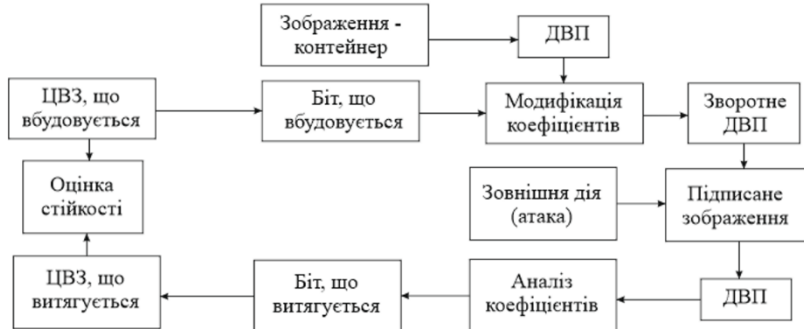 Зображення -
контейнер
ДВП
ЦВЗ, що
вбудовується
Біт, що
вбудовується
Модифікація
коефіцієнтів
Зворотне
ДВП
Оцінка
стійкості
Зовнішня дія
(атака)
Підписане
зображення
ЦВЗ, що
витягується
Біт, що
витягується
Аналіз
коефіцієнтів
ДВП